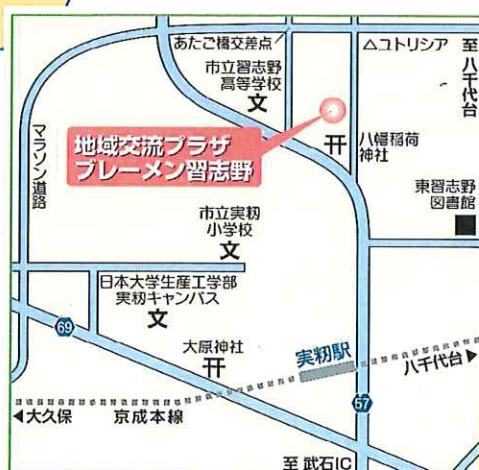 あたご橋交差点
△ユトリシア
至八千代台
市立習志野
高等学校
文
地域交流プラザ
ブレーメン習志野
八幡稲荷
神社
マラソン道路
東習志野
図書館
市立実籾
小学校
文
日本大学生産工学部
実籾キャンパス
文
69
大原神社
実籾駅
八千代台▶
◀大久保
京成本線
57
至 武石IC